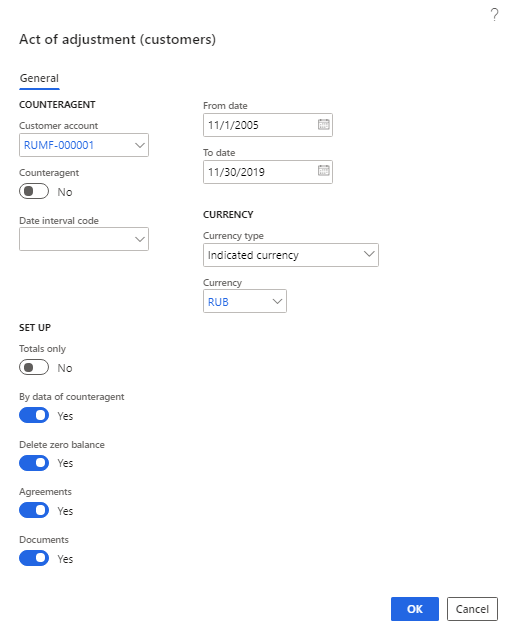 ?
Act of adjustment (customers)
General
COUNTERAGENT
Customer account
RUMF-000001
Counteragent
No
Date interval code
From date
11/1/2005
To date
11/30/2019
CURRENCY
Currency type
Indicated currency
Currency
RUB
SET UP
Totals only
No
By data of counteragent
Yes
Delete zero balance
Yes
Agreements
Yes
Documents
Yes
OK
Cancel